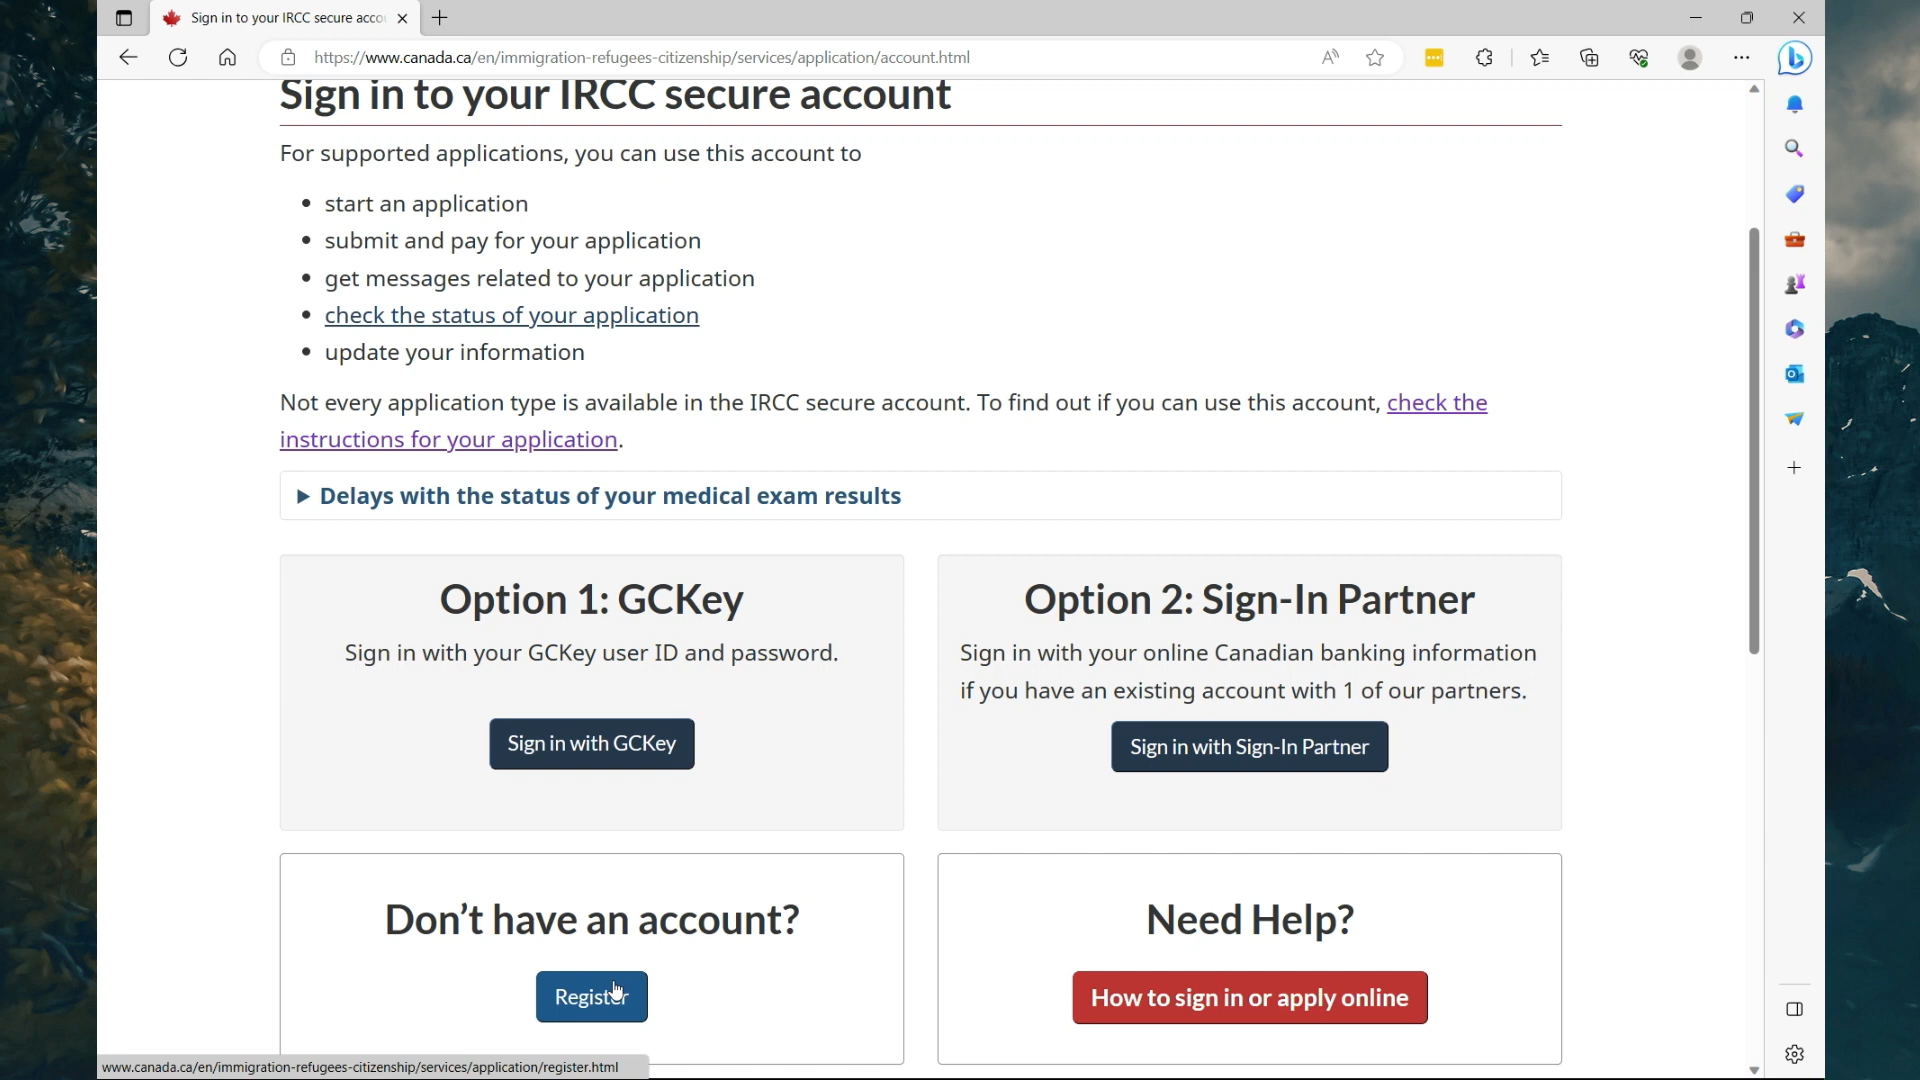 Sign in to your IRCC secure accou
https://www.canada.ca/en/immigration-refugees-citizenship/services/application/account.html
Sign in to your IRCC secure account
For supported applications, you can use this account to
• start an application
• submit and pay for your application
• get messages related to your application
• check the status of your application
• update your information
Not every application type is available in the IRCC secure account. To find out if you can use this account, check the
instructions for your application.
Delays with the status of your medical exam results
Option 1: GCKey
Sign in with your GCKey user ID and password.
Sign in with GCKey
Option 2: Sign-In Partner
Sign in with your online Canadian banking information
if you have an existing account with 1 of our partners.
Sign in with Sign-In Partner
Don’t have an account?
Register
Need Help?
How to sign in or apply online
www.canada.ca/en/immigration-refugees-citizenship/services/application/register.html